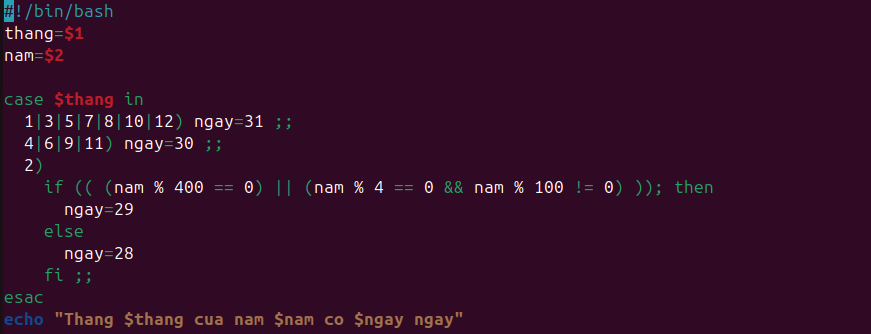 #!/bin/bash
thang=$1
nam=$2

case $thang in
  1|3|5|7|8|10|12) ngay=31 ;;
  4|6|9|11) ngay=30 ;;
  2)
    if (( (nam % 400 == 0) || (nam % 4 == 0 && nam % 100 != 0) )); then
      ngay=29
    else
      ngay=28
    fi ;;
esac
echo "Thang $thang cua nam $nam co $ngay ngay"